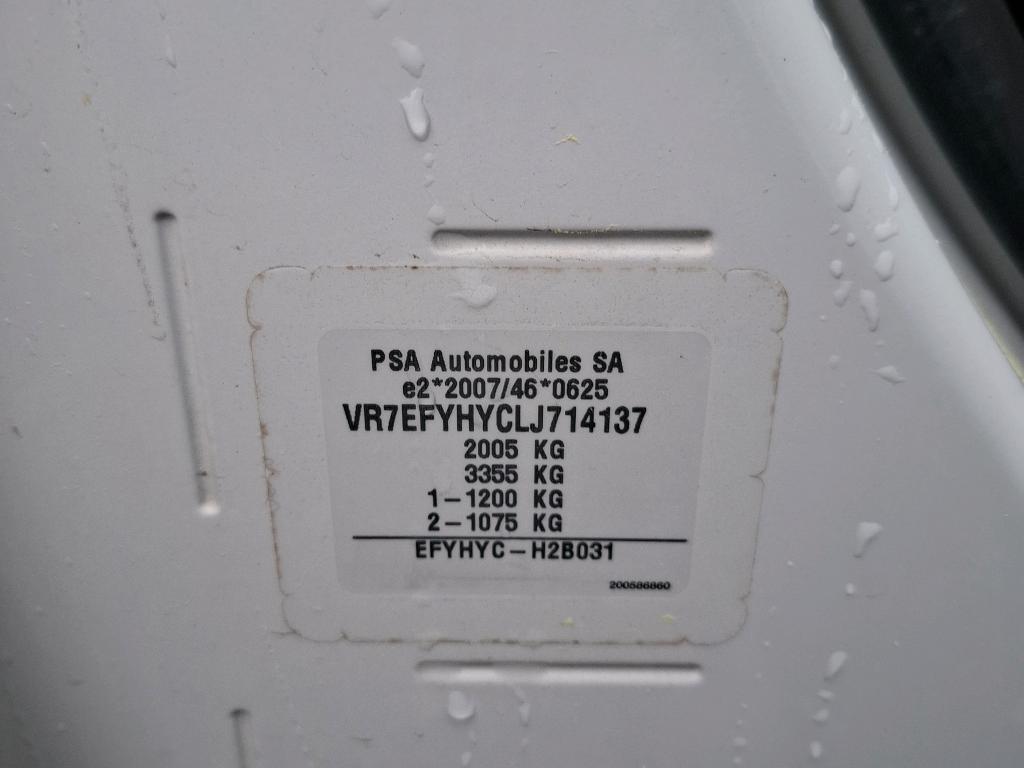 PSA Automobiles SA
e2*2007/46*0625
VR7EFYHYCLJ714137
2005 KG
3355 KG
1-1200 KG
2-1075 KG
EFYHYC-H2B031
200586860